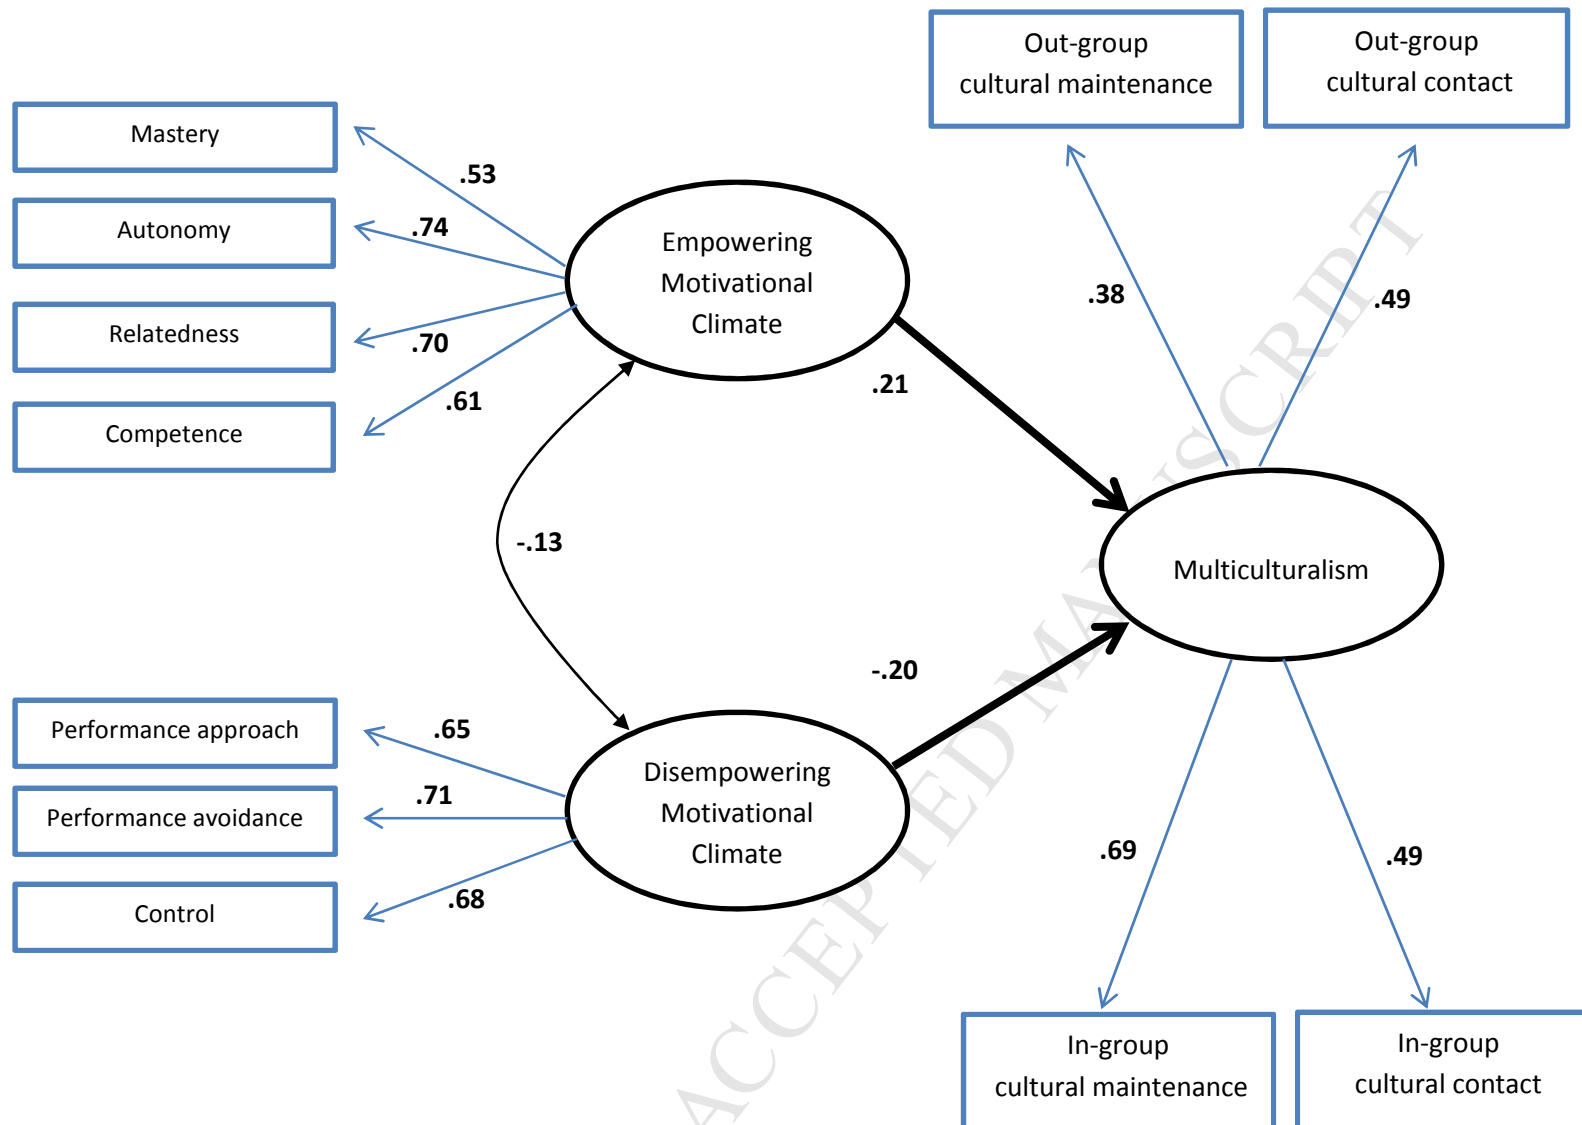 Out-group
cultural maintenance
Out-group
cultural contact
Mastery
.53
Autonomy
.74
Empowering
Motivational
Climate
Relatedness
.70
Competence
.61
.38
.49
.21
-.13
Multiculturalism
-.20
Performance approach
.65
Performance avoidance
.71
Control
.68
Disempowering
Motivational
Climate
.69
.49
In-group
cultural maintenance
In-group
cultural contact
ACCEPTED MANUSCRIPT